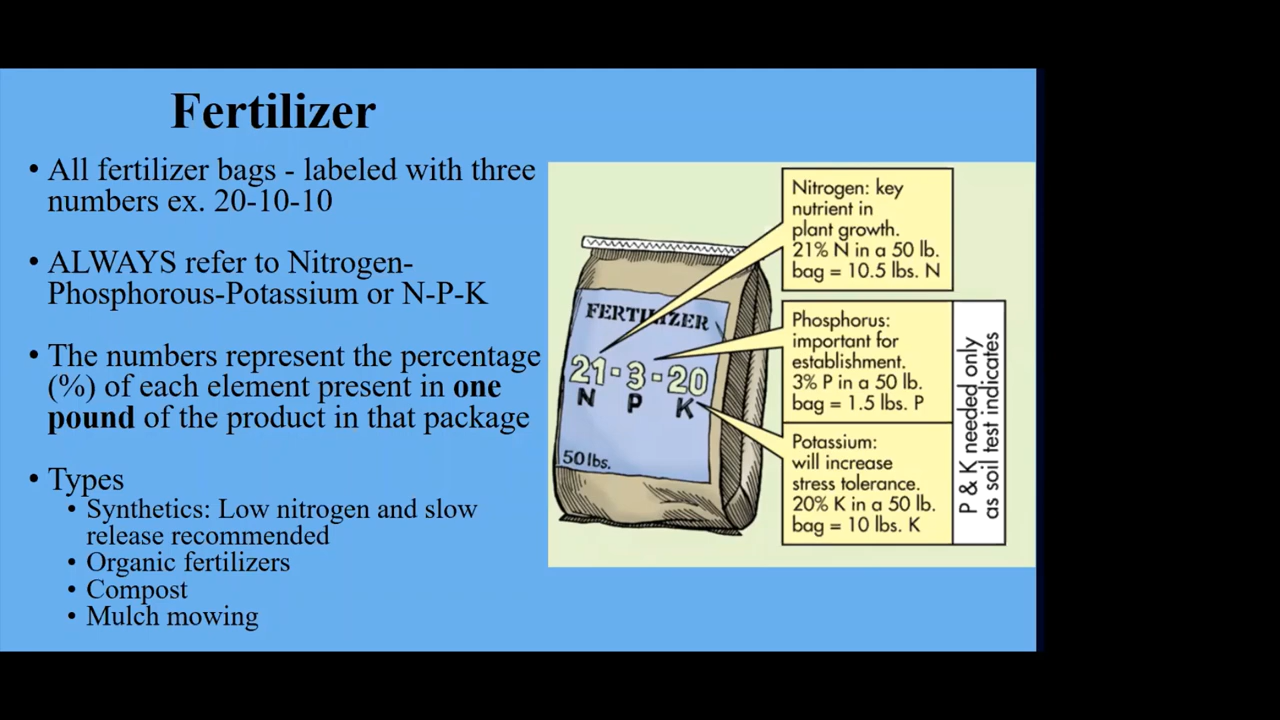 Fertilizer
• All fertilizer bags - labeled with three
numbers ex. 20-10-10
• ALWAYS refer to Nitrogen-
Phosphorous-Potassium or N-P-K
• The numbers represent the percentage
(%) of each element present in one
pound of the product in that package
• Types
• Synthetics: Low nitrogen and slow
release recommended
• Organic fertilizers
• Compost
• Mulch mowing
FERTILIZER
21-3-20
N P K
50 lbs.
Nitrogen: key
nutrient in
plant growth.
21% N in a 50 lb.
bag = 10.5 lbs. N
Phosphorus:
important for
establishment.
3% P in a 50 lb.
bag = 1.5 lbs. P
Potassium:
will increase
stress tolerance.
20% K in a 50 lb.
bag = 10 lbs. K
P & K needed only
as soil test indicates